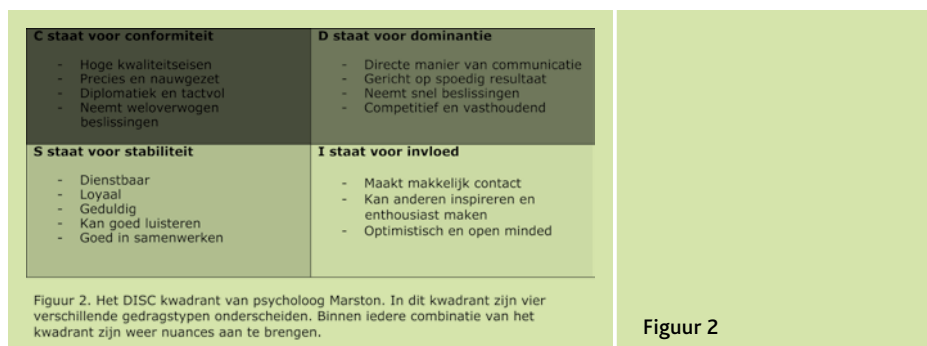 C staat voor conformiteit
- Hoge kwaliteitseisen
- Precies en nauwgezet
- Diplomatiek en tactvol
- Neemt weloverwogen
beslissingen
D staat voor dominantie
- Directe manier van communicatie
- Gericht op spoedig resultaat
- Neemt snel beslissingen
- Competitief en vasthoudend
S staat voor stabiliteit
- Dienstbaar
- Loyaal
- Geduldig
- Kan goed luisteren
- Goed in samenwerken
I staat voor invloed
- Maakt makkelijk contact
- Kan anderen inspireren en
enthousiast maken
- Optimistisch en open minded
Figuur 2. Het DISC kwadrant van psycholoog Marston. In dit kwadrant zijn vier
verschillende gedragstypen onderscheiden. Binnen iedere combinatie van het
kwadrant zijn weer nuances aan te brengen.
Figuur 2